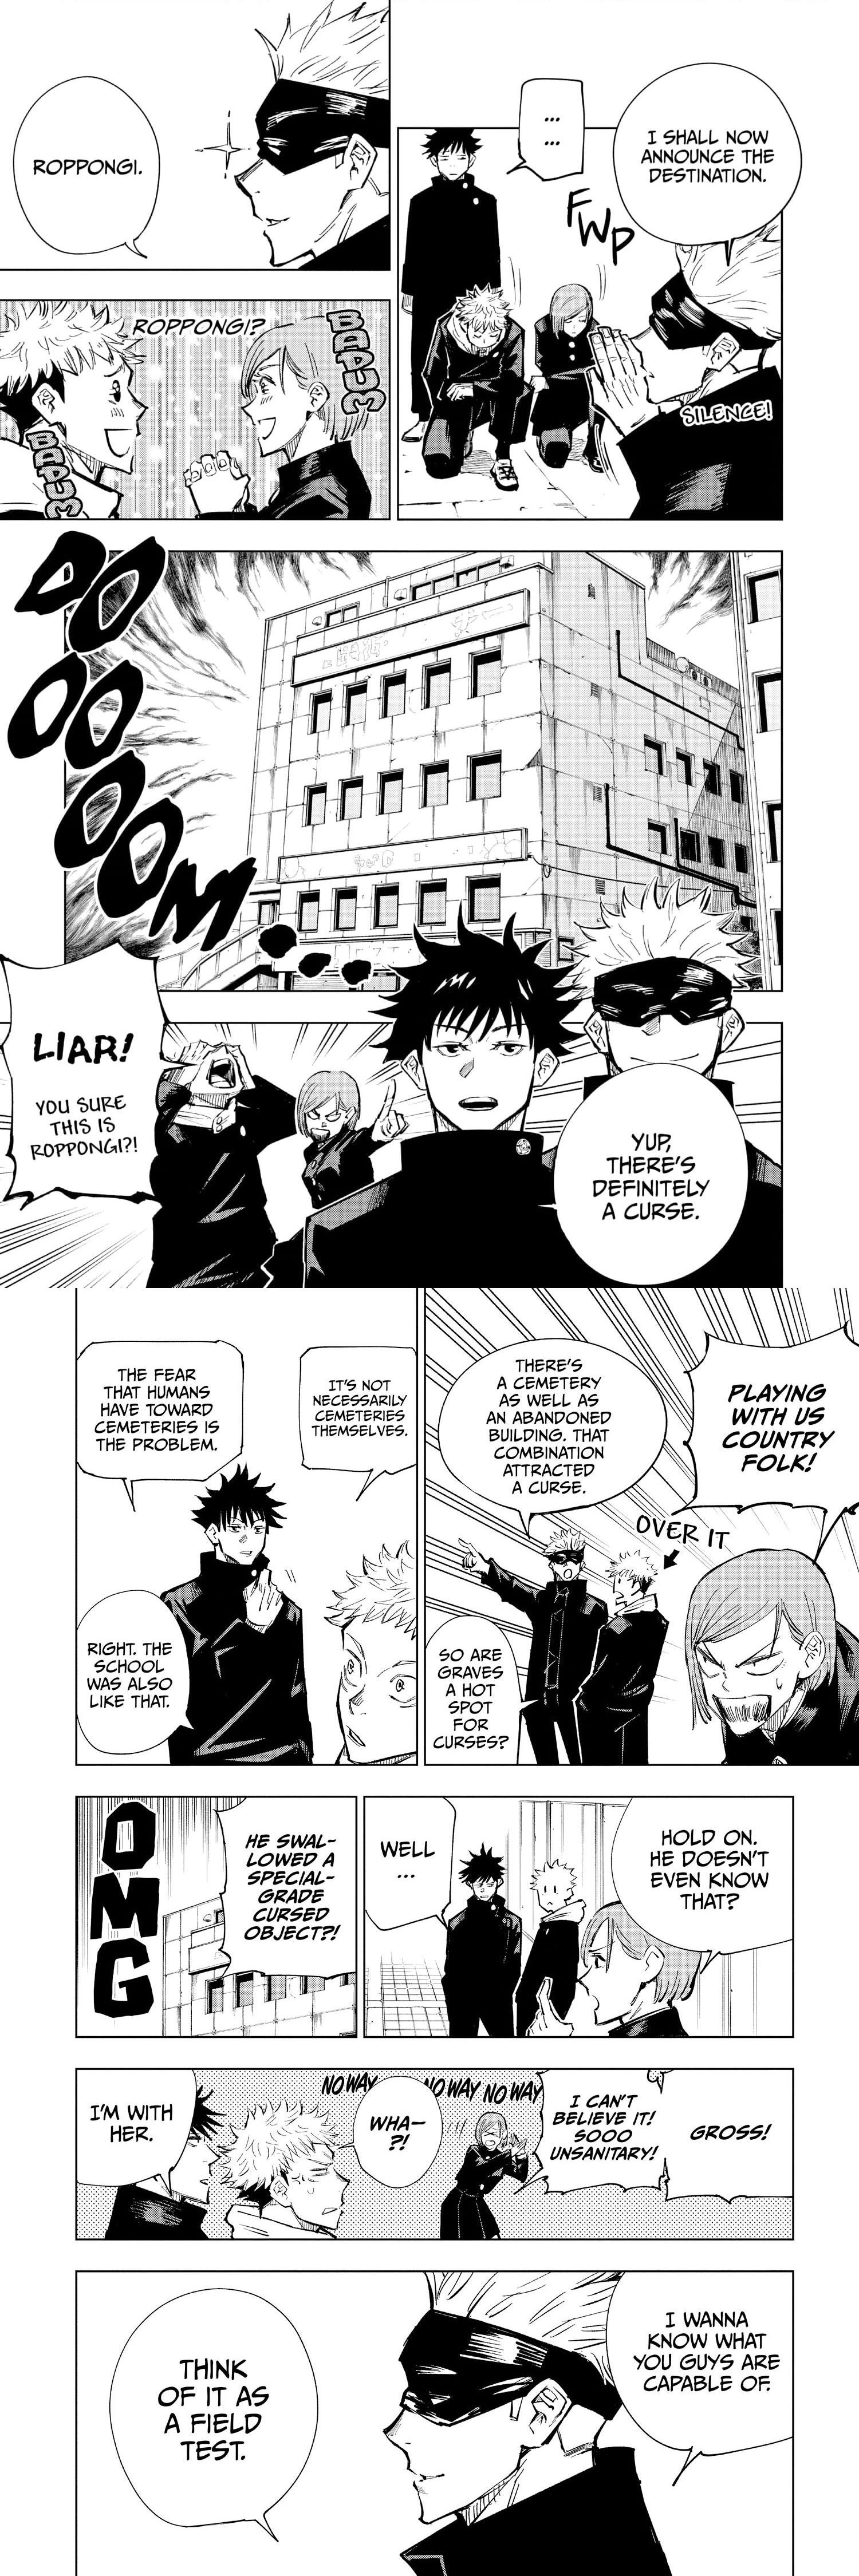 I SHALL NOW
ANNOUNCE THE
DESTINATION.
...
...
FWP
SILENCE!
ROPPONGI.
ROPPONGI?
BADUM
BADUM
DOOOOOOM
LIAR!
YOU SURE
THIS IS
ROPPONGI?!
YUP,
THERE'S
DEFINITELY
A CURSE.
PLAYING
WITH US
COUNTRY
FOLK!
THERE'S
A CEMETERY
AS WELL AS
AN ABANDONED
BUILDING. THAT
COMBINATION
ATTRACTED
A CURSE.
OVER IT
SO ARE
GRAVES
A HOT
SPOT
FOR
CURSES?
IT'S NOT
NECESSARILY
CEMETERIES
THEMSELVES.
THE FEAR
THAT HUMANS
HAVE TOWARD
CEMETERIES IS
THE PROBLEM.
RIGHT. THE
SCHOOL
WAS ALSO
LIKE THAT.
HOLD ON.
HE DOESN'T
EVEN KNOW
THAT?
WELL
...
HE SWAL-
LOWED A
SPECIAL-
GRADE
CURSED
OBJECT?!
OMG
GROSS!
I CAN'T
BELIEVE IT!
SOOO
UNSANITARY!
NO WAY NO WAY NO WAY
WHA—
?!
I'M WITH
HER.
I WANNA
KNOW WHAT
YOU GUYS ARE
CAPABLE OF.
THINK
OF IT AS
A FIELD
TEST.